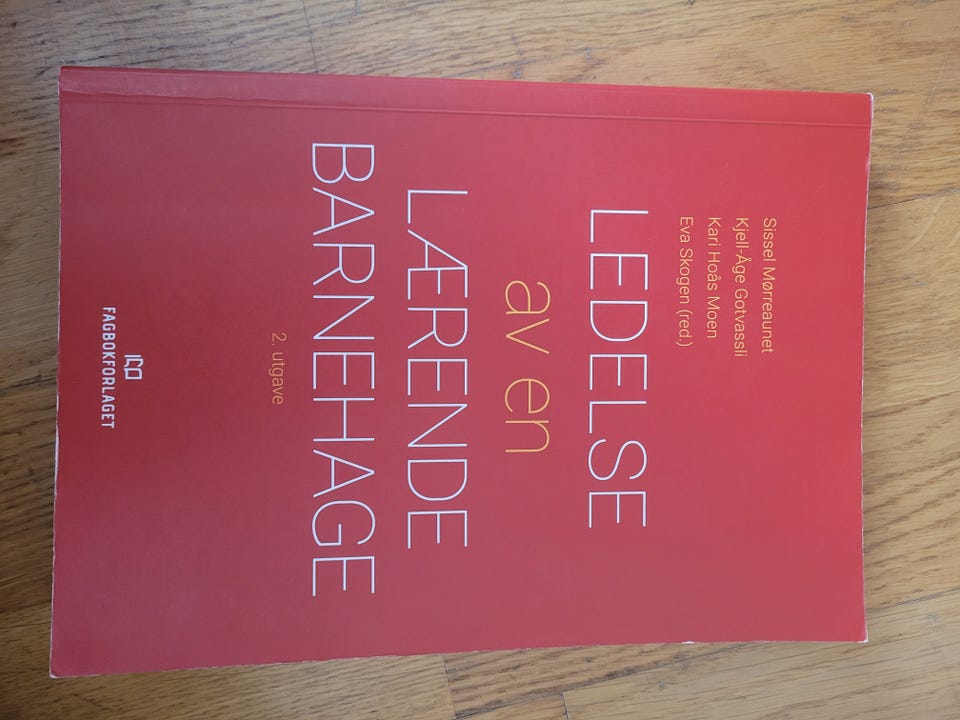 Sissel Mørreaunet
Kjell-Åge Gotvassli
Kari Hoås Moen
Eva Skogen (red.)
LEDELSE
av en
LÆRENDE
BARNEHAGE
2. utgave
FAGBOKFORLAGET